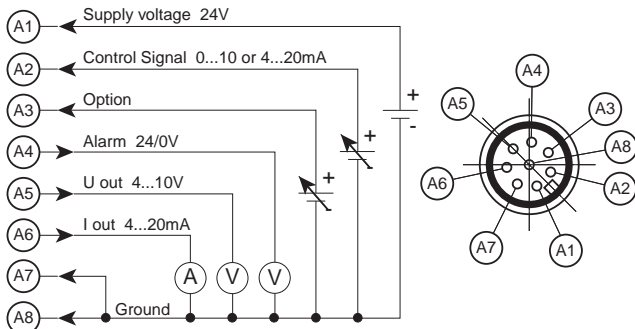 A1 Supply voltage 24V
A2 Control Signal 0...10 or 4...20mA
A3 Option
A4 Alarm 24/0V
A5 U out 4...10V
A6 I out 4...20mA
A7
A8 Ground
A V V
+
-
+
+
A4
A5
A3
A8
A6
A2
A7
A1